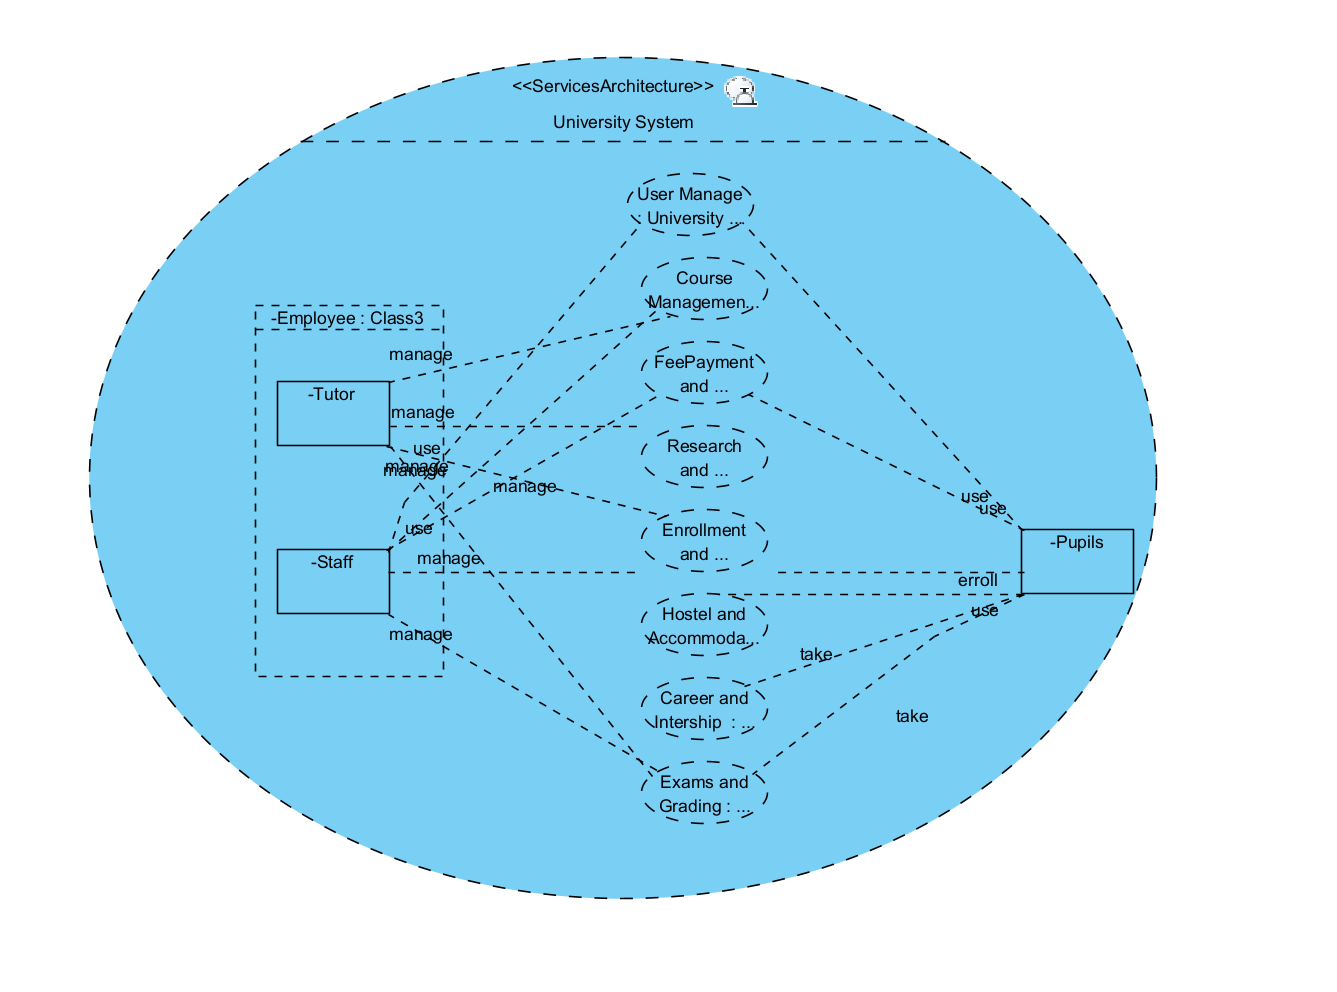 <<ServicesArchitecture>>
University System
User Manage
: University ...
Course
Managemen...
-Employee : Class3
manage
FeePayment
and ...
-Tutor
manage
use
manage
manage
Research
and ...
manage
use
use
use
Enrollment
and ...
-Staff
manage
-Pupils
erroll
Hostel and
Accommoda...
use
manage
take
Career and
Intership : ...
take
Exams and
Grading : ...